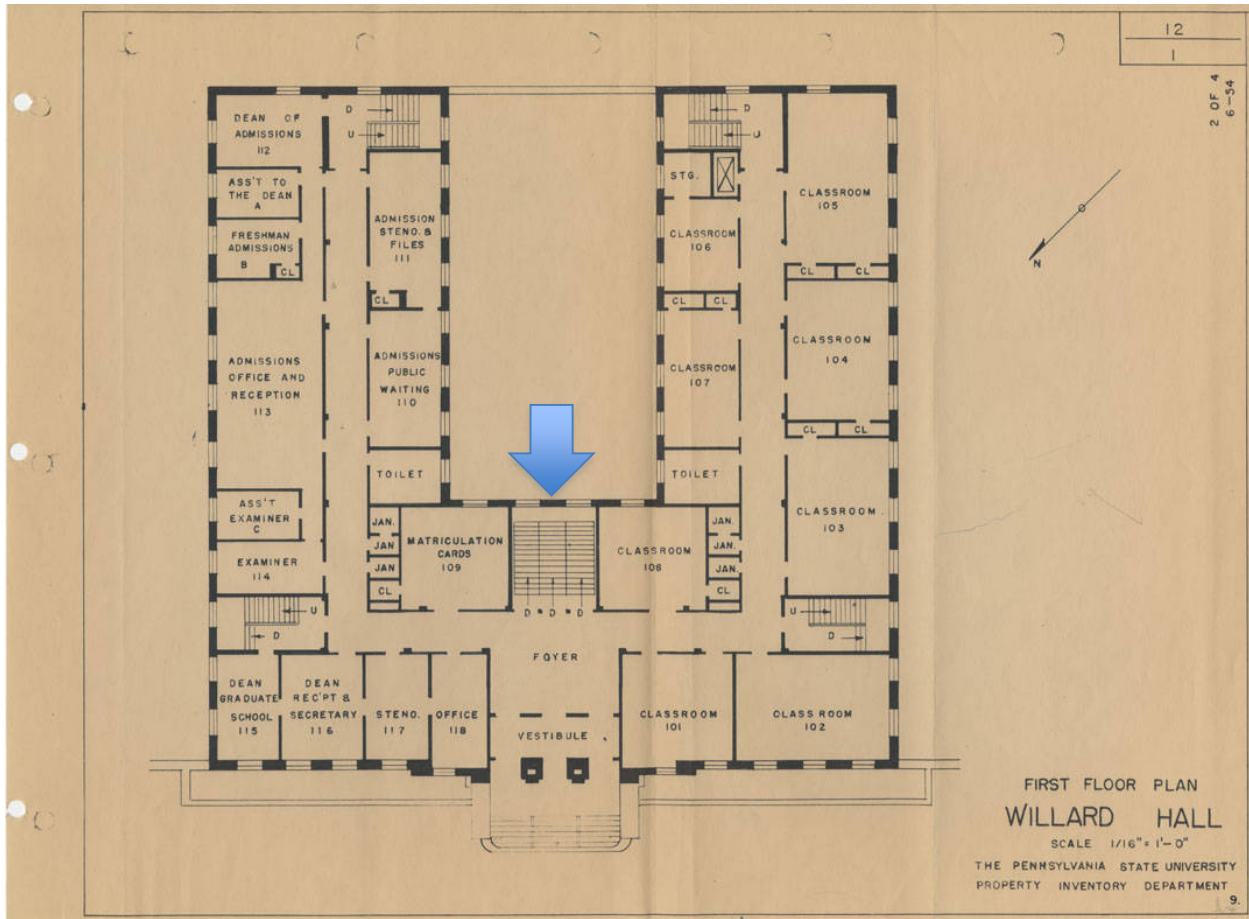 12
1
2 OF 4
6-54
DEAN OF
ADMISSIONS
112
D
U
ASS'T TO
THE DEAN
A
FRESHMAN
ADMISSIONS
B
CL
ADMISSION
STENO. &
FILES
111
CL
ADMISSIONS
OFFICE AND
RECEPTION
113
ADMISSIONS
PUBLIC
WAITING
110
TOILET
ASS'T
EXAMINER
C
EXAMINER
114
JAN.
JAN
JAN
CL
MATRICULATION
CARDS
109
U
D
D
U
STG.
CLASSROOM
106
CL
CL
CLASSROOM
107
TOILET
CLASSROOM
105
CL
CL
CLASSROOM
104
CL
CL
CLASSROOM
103
CLASSROOM
108
JAN.
JAN.
JAN.
CL
U
D
D D D
FOYER
VESTIBULE
DEAN
GRADUATE
SCHOOL
115
DEAN
REC'PT &
SECRETARY
116
STENO.
117
OFFICE
118
CLASSROOM
101
CLASSROOM
102
N
FIRST FLOOR PLAN
WILLARD HALL
SCALE 1/16" = 1'-0"
THE PENNSYLVANIA STATE UNIVERSITY
PROPERTY INVENTORY DEPARTMENT
9.